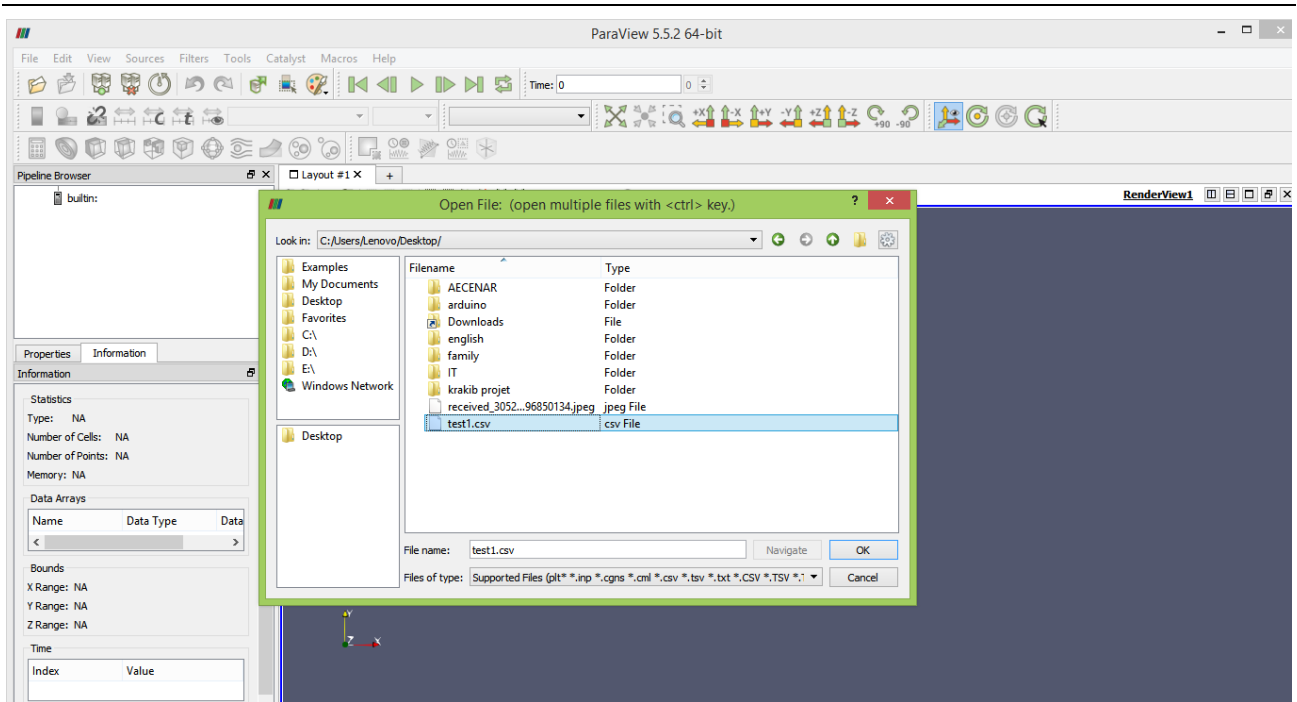 ParaView 5.5.2 64-bit
File Edit View Sources Filters Tools Catalyst Macros Help
Time: 0 0
+X -X +Y -Y +Z -Z +90 -90
Pipeline Browser
Layout #1 +
builtin:
RenderView1
Open File: (open multiple files with <ctrl> key.)
Look in: C:/Users/Lenovo/Desktop/
Examples
My Documents
Desktop
Favorites
C:\
D:\
E:\
Windows Network
Desktop
Filename Type
AECENAR Folder
arduino Folder
Downloads File
english Folder
family Folder
IT Folder
krakib projet Folder
received_3052...96850134.jpeg jpeg File
test1.csv csv File
File name: test1.csv Navigate OK
Files of type: Supported Files (plt* *.inp *.cgns *.cml *.csv *.tsv *.txt *.CSV *.TSV *. Cancel
Properties Information
Information
Statistics
Type: NA
Number of Cells: NA
Number of Points: NA
Memory: NA
Data Arrays
Name Data Type Data
Bounds
X Range: NA
Y Range: NA
Z Range: NA
Time
Index Value
Y
Z X